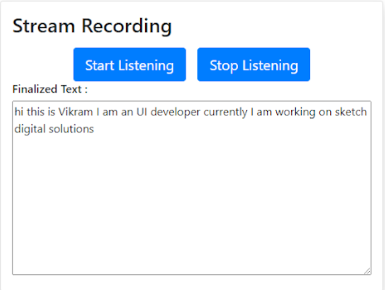 Stream Recording
Start Listening Stop Listening
Finalized Text :
hi this is Vikram I am an UI developer currently I am working on sketch
digital solutions